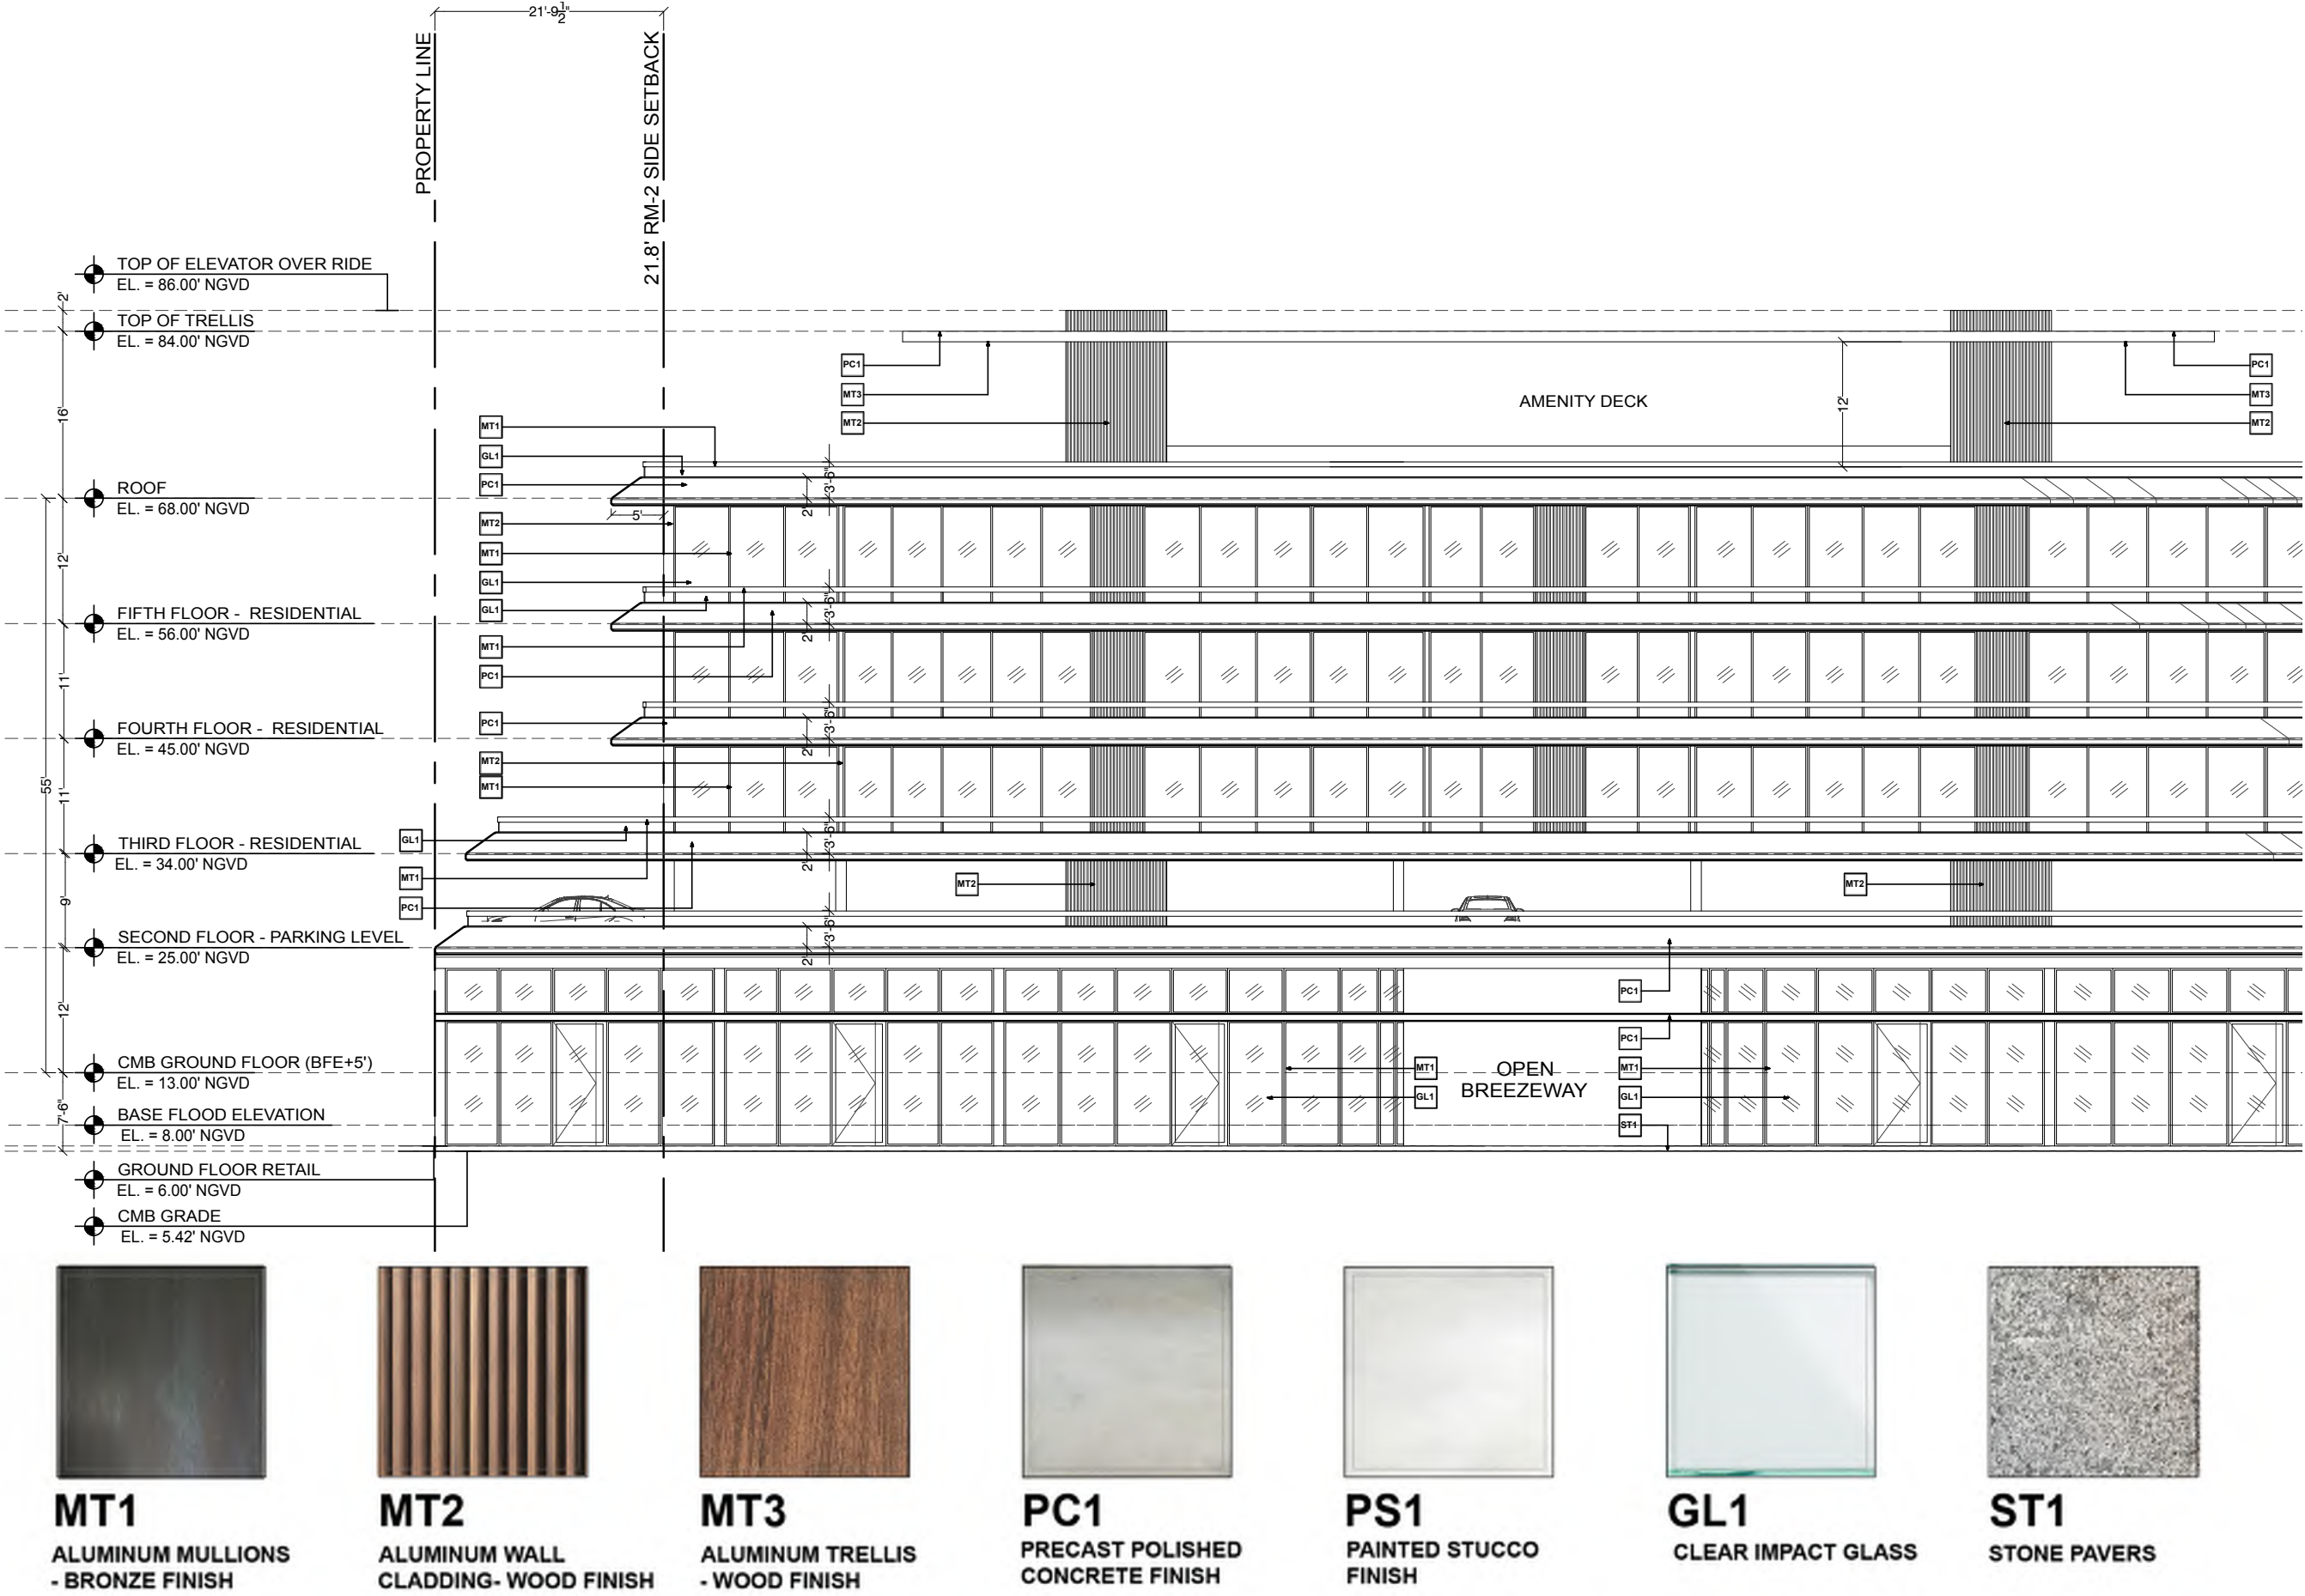 21'-9 1/2"
PROPERTY LINE
21.8' RM-2 SIDE SETBACK
TOP OF ELEVATOR OVER RIDE
EL. = 86.00' NGVD
2'
TOP OF TRELLIS
EL. = 84.00' NGVD
PC1
PC1
MT3
MT3
AMENITY DECK
12'
16'
MT2
MT2
MT1
GL1
3'-6"
PC1
ROOF
EL. = 68.00' NGVD
2'
5'
MT2
MT1
12'
GL1
GL1
3'-6"
FIFTH FLOOR - RESIDENTIAL
EL. = 56.00' NGVD
2'
MT1
PC1
11'
PC1
3'-6"
FOURTH FLOOR - RESIDENTIAL
EL. = 45.00' NGVD
2'
MT2
55'
MT1
11'
GL1
3'-6"
THIRD FLOOR - RESIDENTIAL
EL. = 34.00' NGVD
2'
MT1
MT2
MT2
9'
PC1
3'-6"
SECOND FLOOR - PARKING LEVEL
EL. = 25.00' NGVD
2'
PC1
12'
PC1
CMB GROUND FLOOR (BFE+5')
EL. = 13.00' NGVD
MT1
OPEN
BREEZEWAY
MT1
GL1
GL1
7'-6"
BASE FLOOD ELEVATION
EL. = 8.00' NGVD
ST1
GROUND FLOOR RETAIL
EL. = 6.00' NGVD
CMB GRADE
EL. = 5.42' NGVD
MT1
ALUMINUM MULLIONS
- BRONZE FINISH
MT2
ALUMINUM WALL
CLADDING- WOOD FINISH
MT3
ALUMINUM TRELLIS
- WOOD FINISH
PC1
PRECAST POLISHED
CONCRETE FINISH
PS1
PAINTED STUCCO
FINISH
GL1
CLEAR IMPACT GLASS
ST1
STONE PAVERS